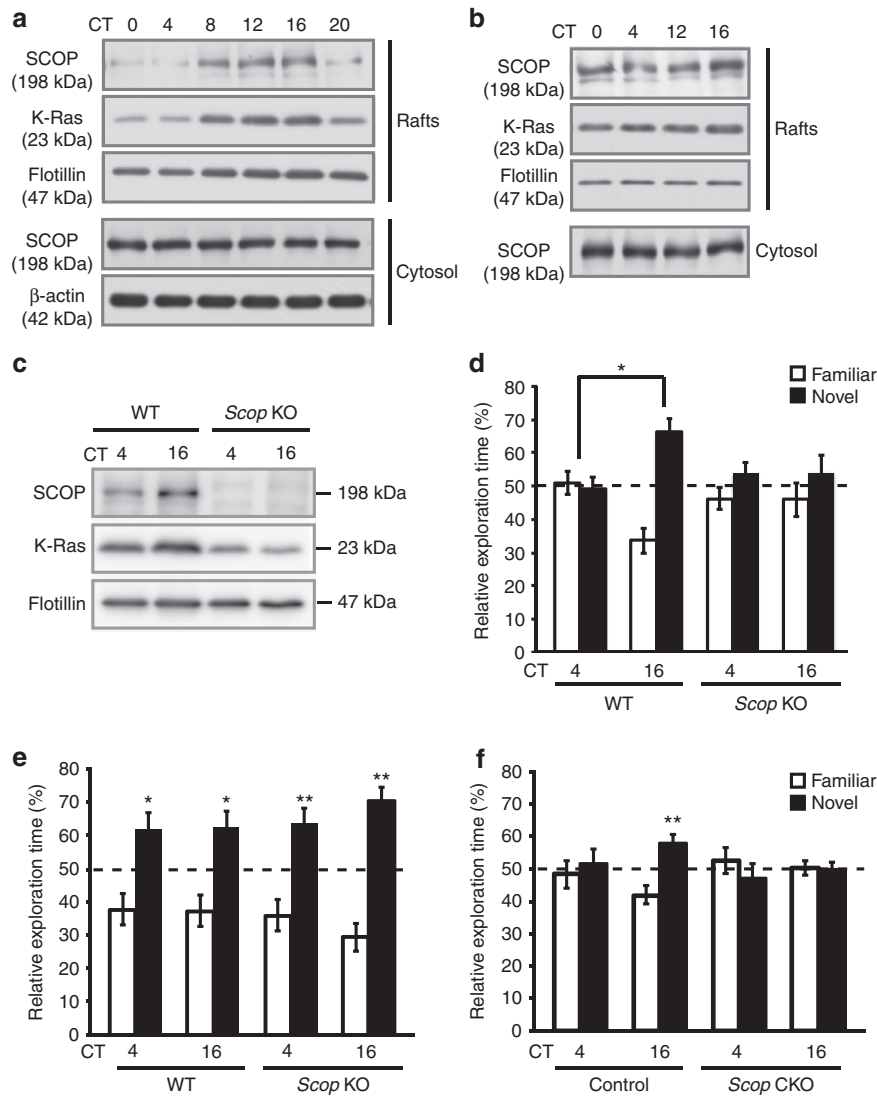 a
CT 0 4 8 12 16 20
SCOP
(198 kDa)
K-Ras
(23 kDa)
Flotillin
(47 kDa)
Rafts
SCOP
(198 kDa)
β-actin
(42 kDa)
Cytosol
b
CT 0 4 12 16
SCOP
(198 kDa)
K-Ras
(23 kDa)
Flotillin
(47 kDa)
Rafts
SCOP
(198 kDa)
Cytosol
c
WT Scop KO
CT 4 16 4 16
SCOP 198 kDa
K-Ras 23 kDa
Flotillin 47 kDa
d
Familiar
Novel
Relative exploration time (%)
80
70
60
50
40
30
20
10
0
*
CT 4 16 4 16
WT Scop KO
e
Relative exploration time (%)
80
70
60
50
40
30
20
10
0
* * ** **
CT 4 16 4 16
WT Scop KO
f
Familiar
Novel
Relative exploration time (%)
80
70
60
50
40
30
20
10
0
**
CT 4 16 4 16
Control Scop CKO